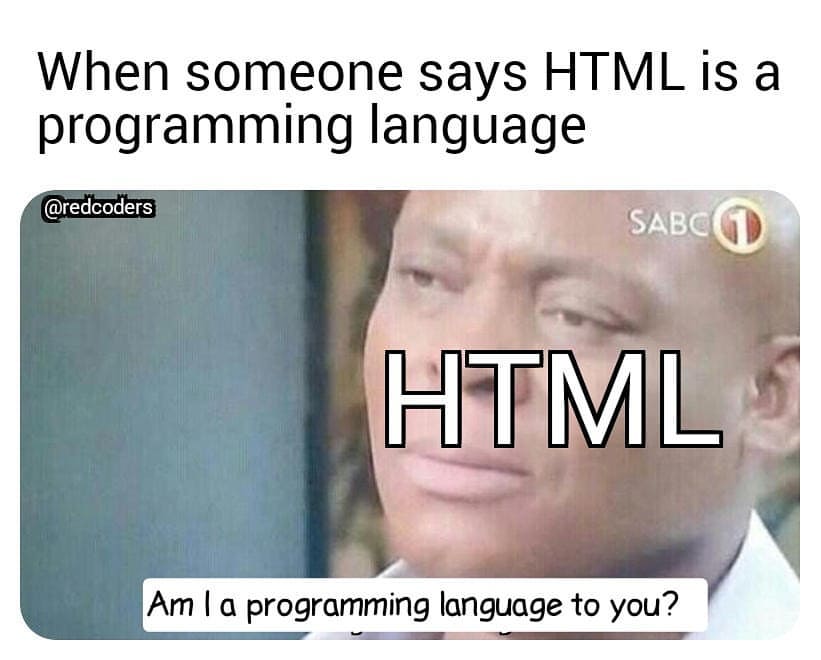 When someone says HTML is a
programming language
@redcoders
SABC 1
HTML
Am I a programming language to you?